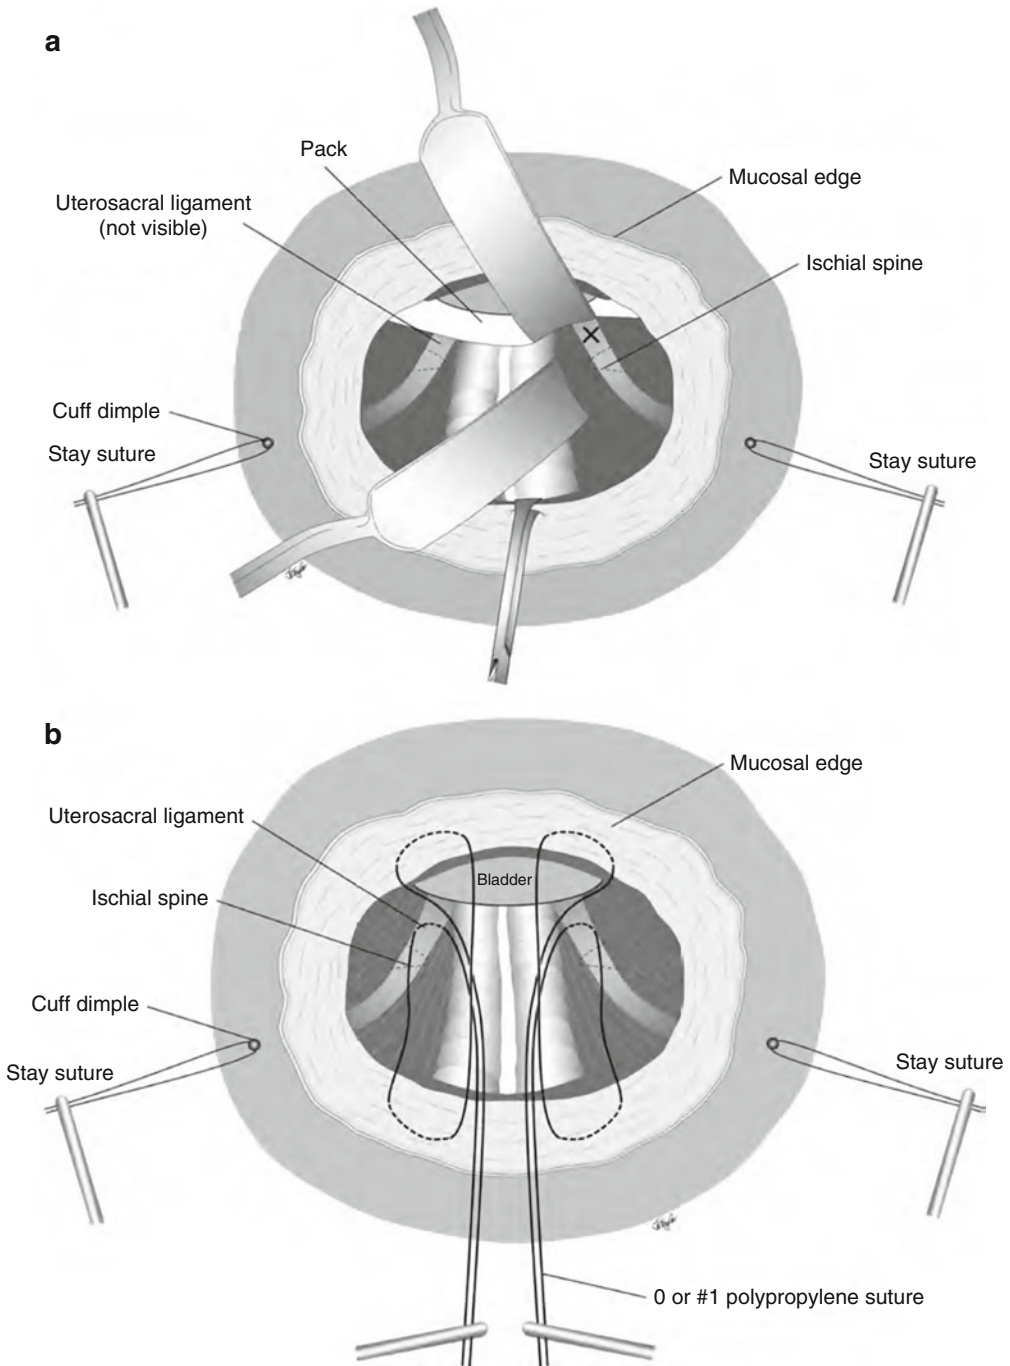 a
Pack
Mucosal edge
Uterosacral ligament
(not visible)
Ischial spine
Cuff dimple
Stay suture
Stay suture
b
Mucosal edge
Uterosacral ligament
Bladder
Ischial spine
Cuff dimple
Stay suture
Stay suture
0 or #1 polypropylene suture